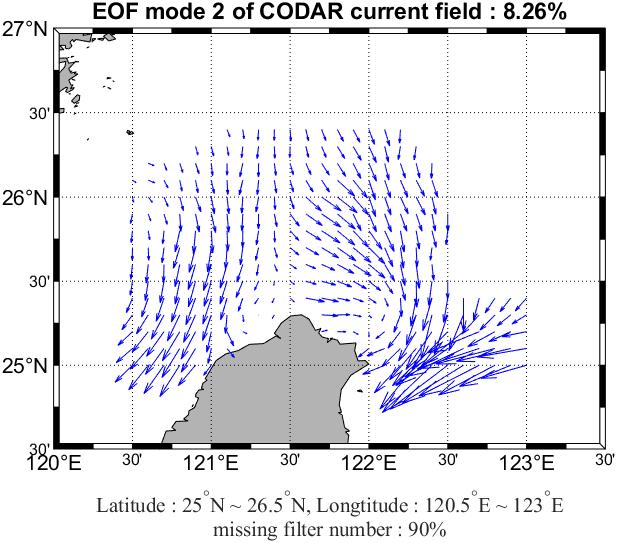 EOF mode 2 of CODAR current field : 8.26%
27°N
30'
26°N
30'
25°N
30'
120°E 30' 121°E 30' 122°E 30' 123°E 30'
Latitude : 25°N ~ 26.5°N, Longtitude : 120.5°E ~ 123°E
missing filter number : 90%